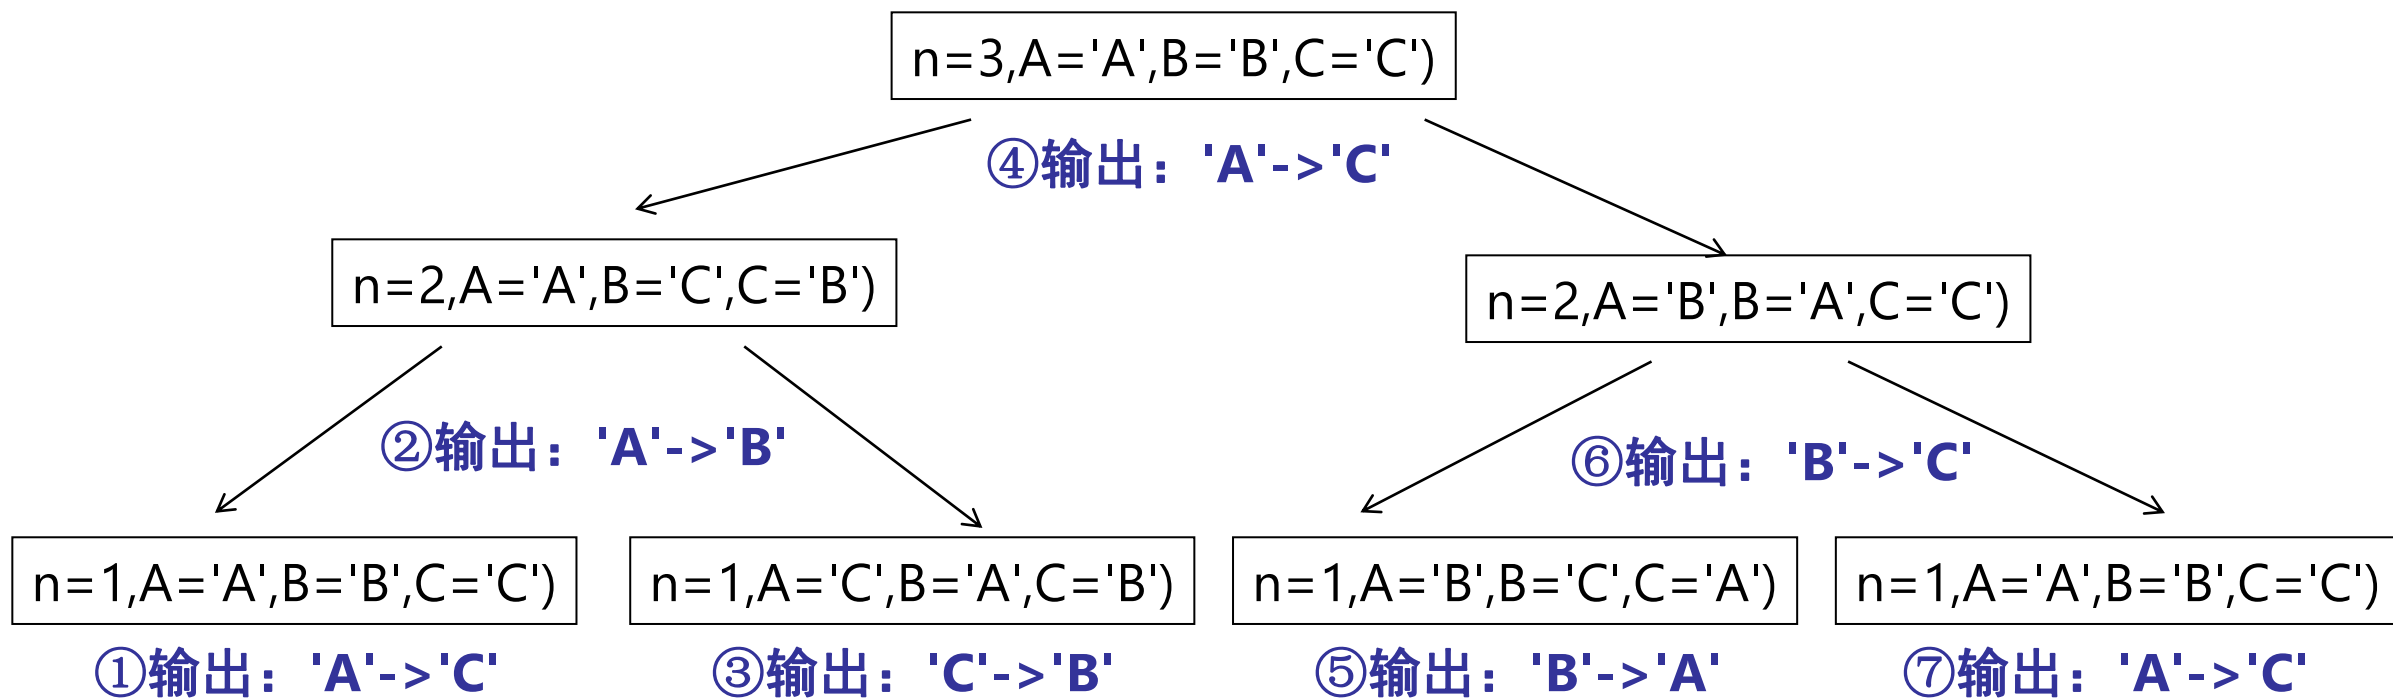 n=3,A='A',B='B',C='C')
④输出：'A'->'C'
n=2,A='A',B='C',C='B')
n=2,A='B',B='A',C='C')
②输出：'A'->'B'
⑥输出：'B'->'C'
n=1,A='A',B='B',C='C')
n=1,A='C',B='A',C='B')
n=1,A='B',B='C',C='A')
n=1,A='A',B='B',C='C')
①输出：'A'->'C'
③输出：'C'->'B'
⑤输出：'B'->'A'
⑦输出：'A'->'C'